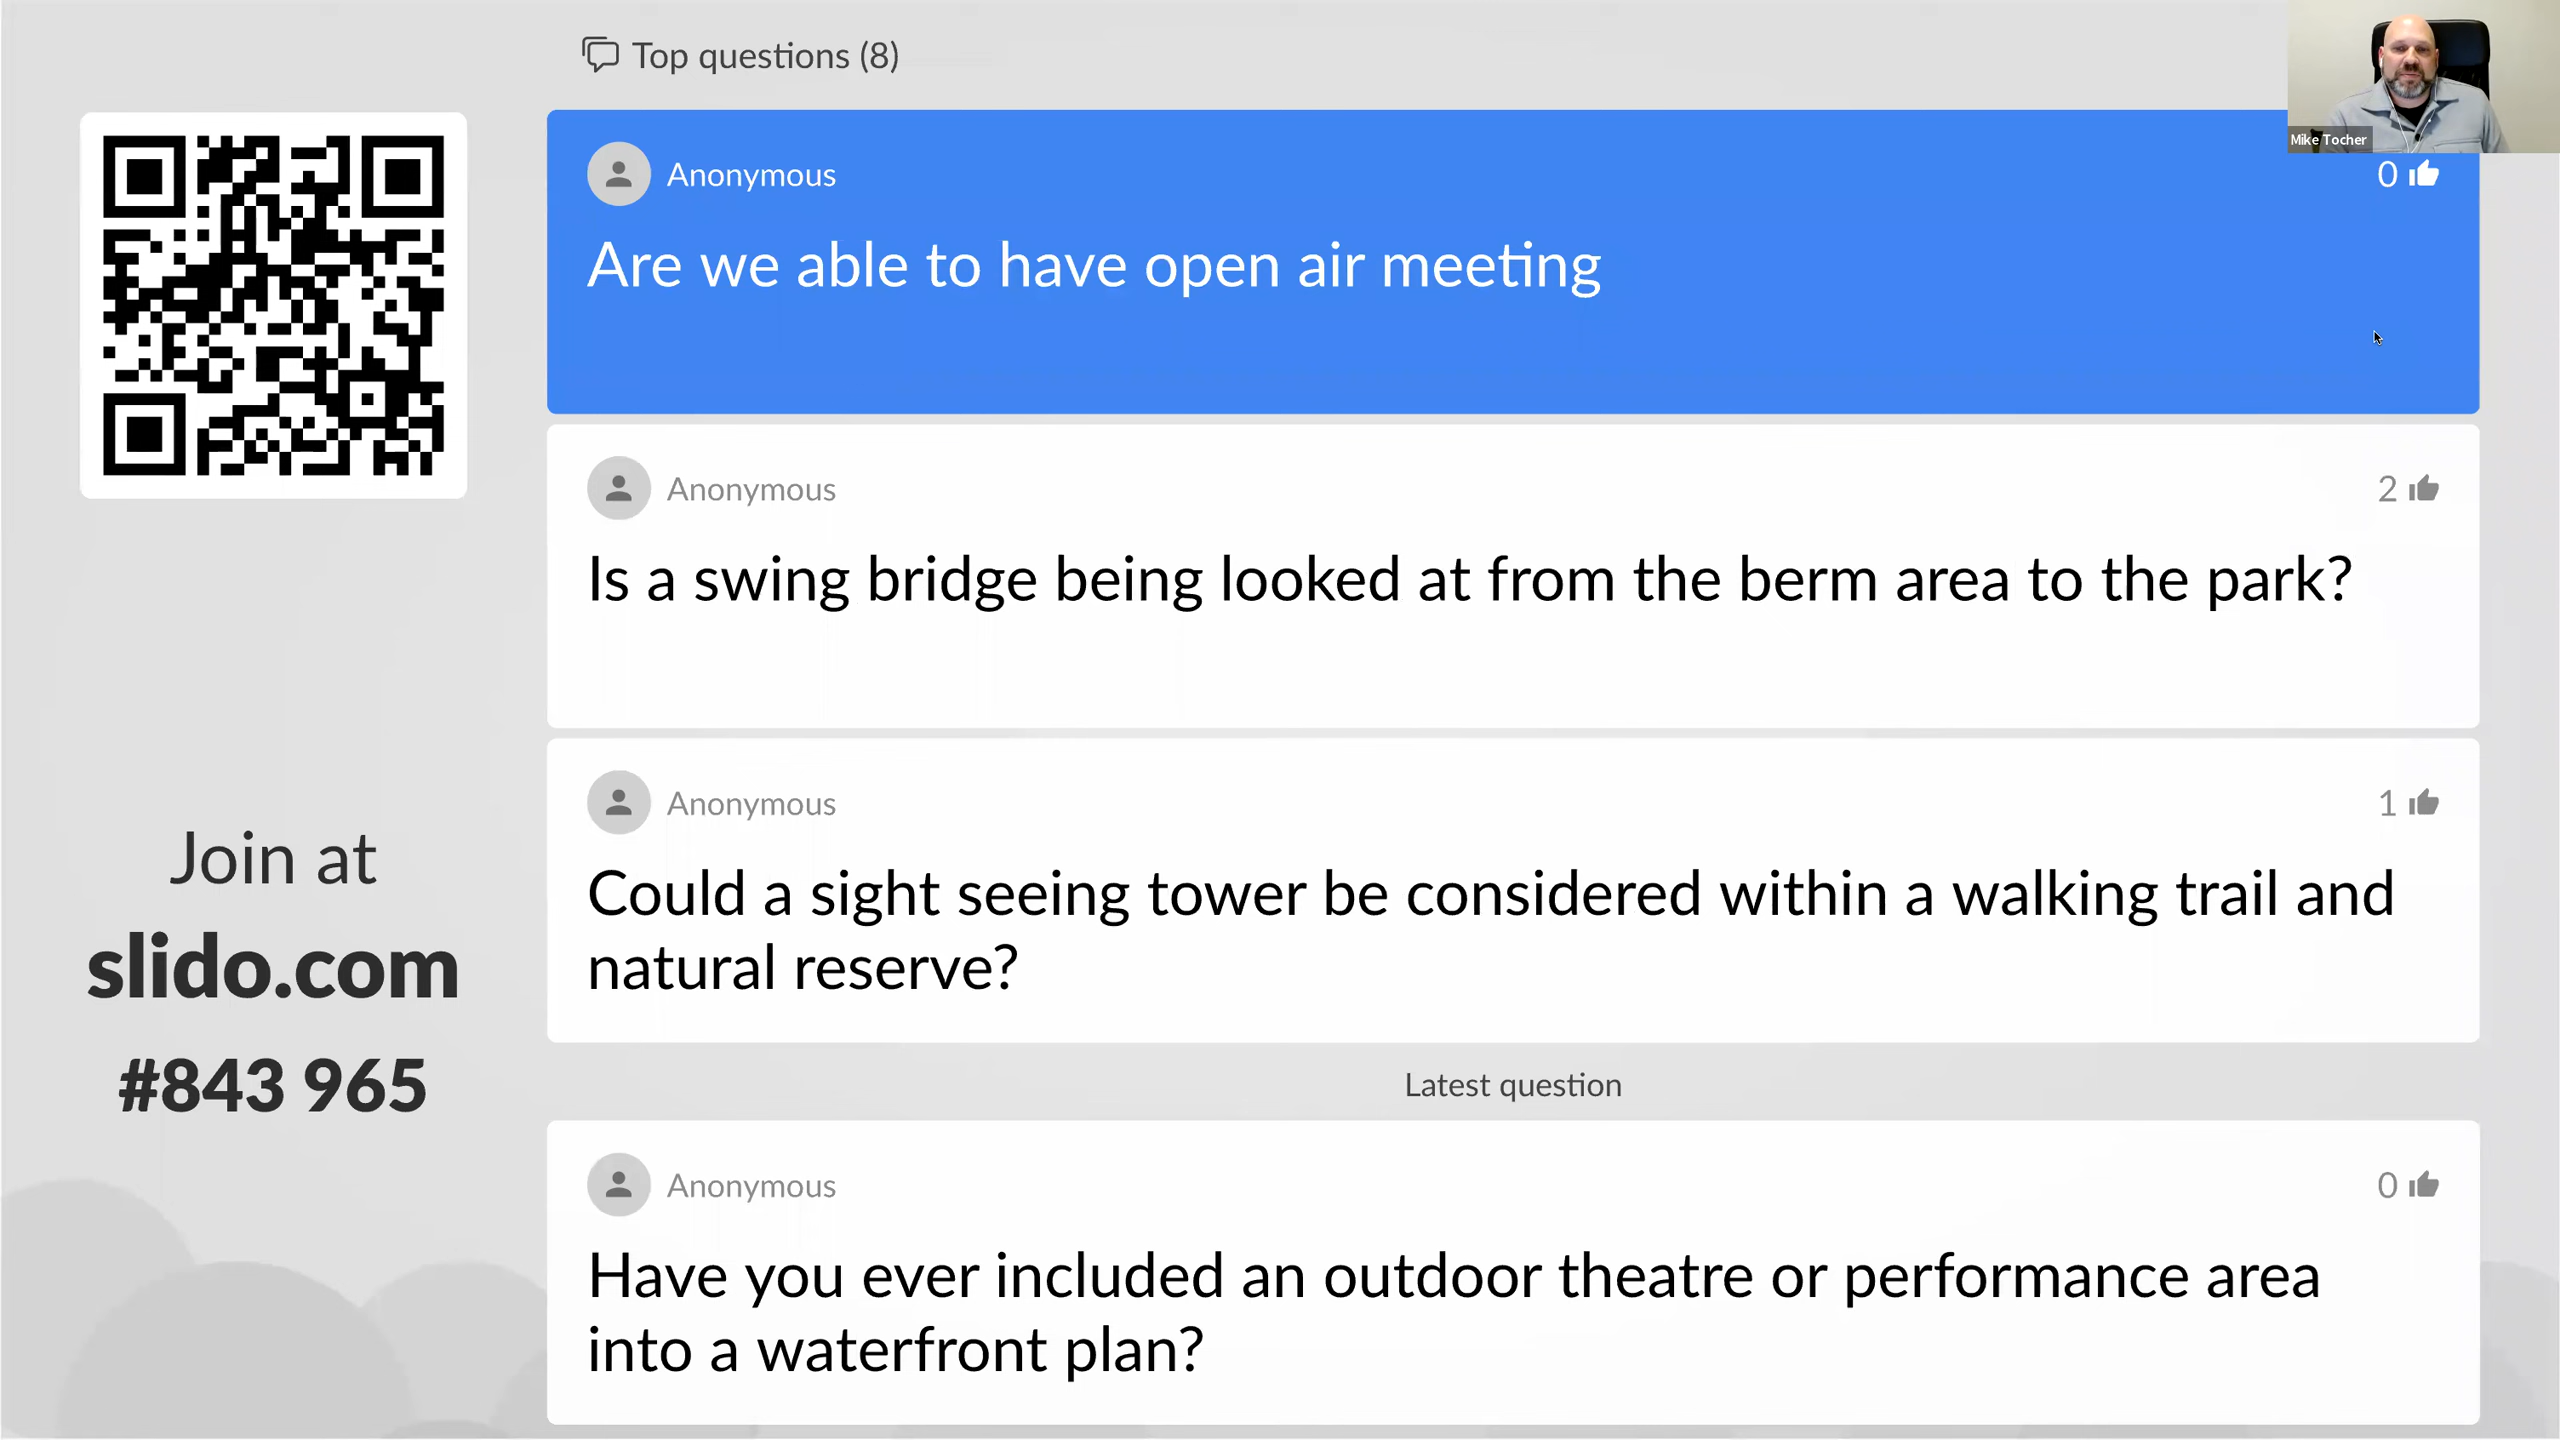 Top questions (8)
Mike Tocher
Anonymous
0
Are we able to have open air meeting
Anonymous
2
Is a swing bridge being looked at from the berm area to the park?
Anonymous
1
Could a sight seeing tower be considered within a walking trail and
natural reserve?
Join at
slido.com
#843 965
Latest question
Anonymous
0
Have you ever included an outdoor theatre or performance area
into a waterfront plan?